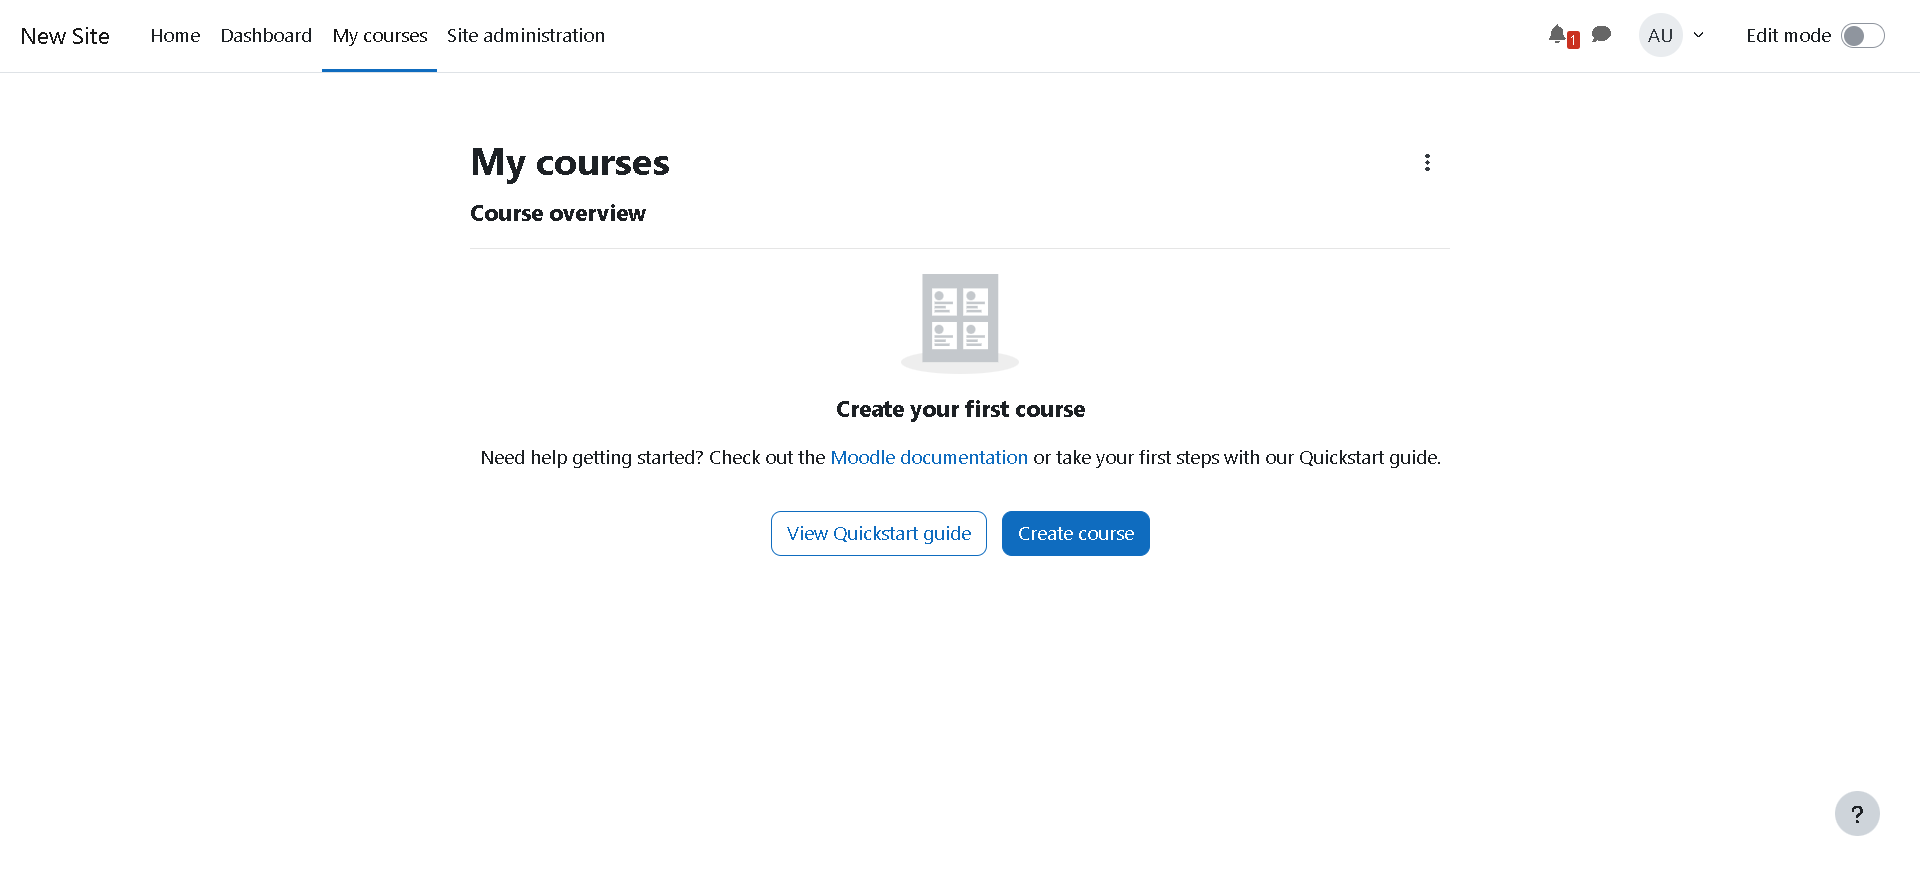 New Site
Home Dashboard My courses Site administration
1
AU
Edit mode
My courses
Course overview
Create your first course
Need help getting started? Check out the Moodle documentation or take your first steps with our Quickstart guide.
View Quickstart guide
Create course
?